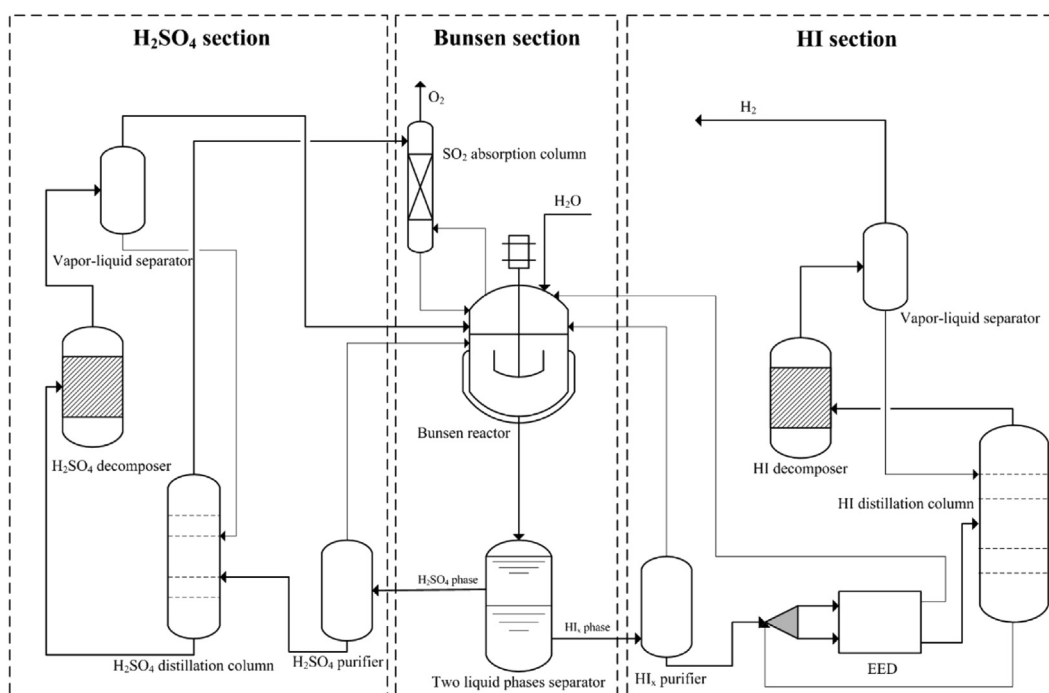 H₂SO₄ section
Bunsen section
HI section
O₂
H₂
SO₂ absorption column
H₂O
Vapor-liquid separator
Vapor-liquid separator
Bunsen reactor
H₂SO₄ decomposer
HI decomposer
HI distillation column
H₂SO₄ phase
HIₓ phase
H₂SO₄ distillation column
H₂SO₄ purifier
Two liquid phases separator
HIₓ purifier
EED